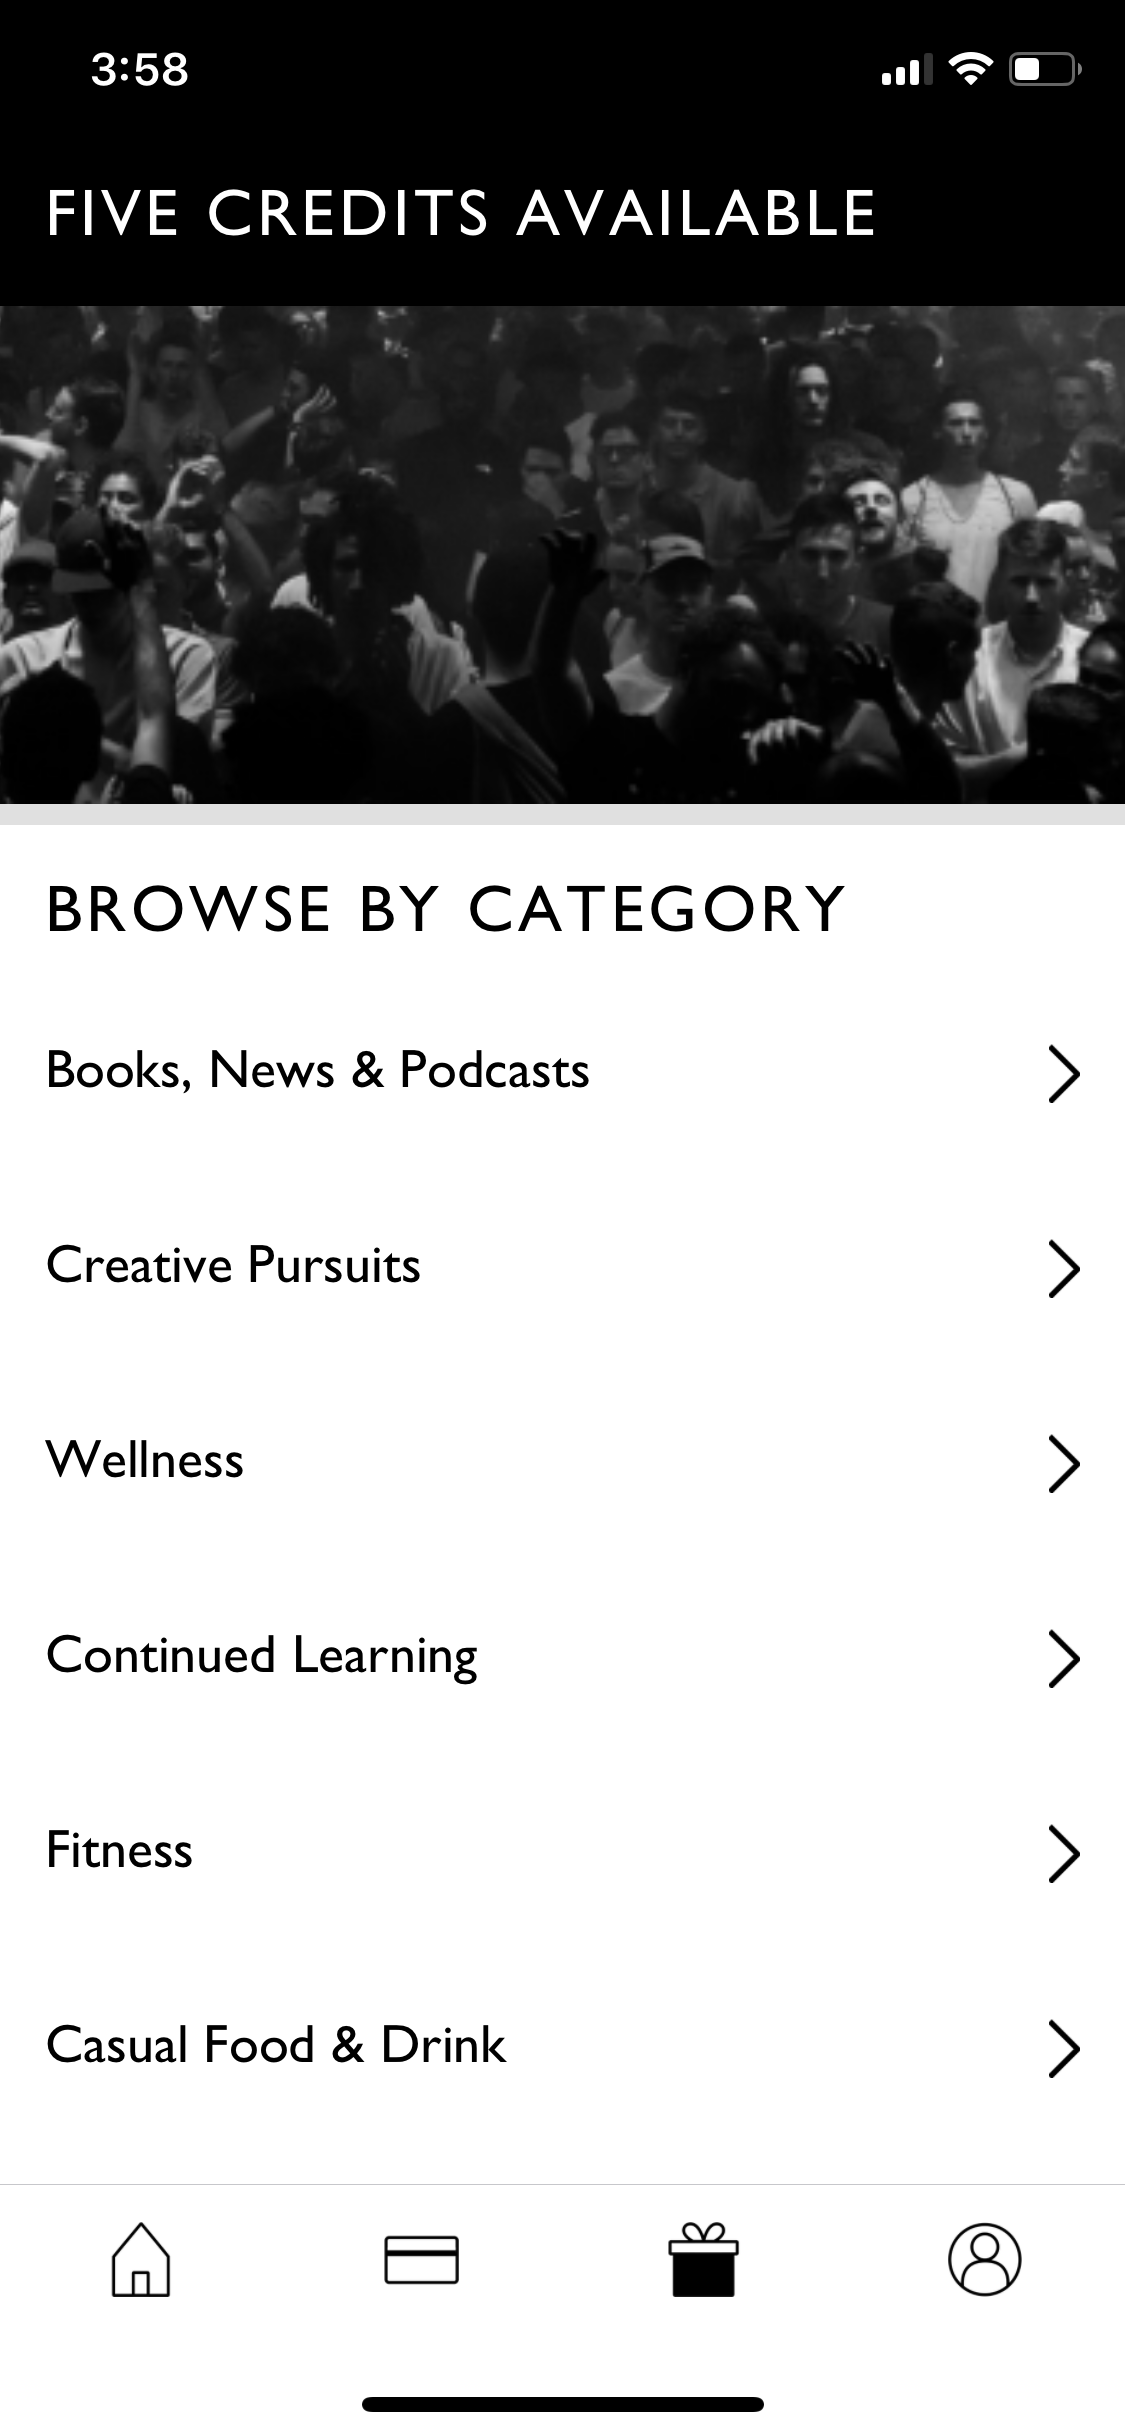 3:58
FIVE CREDITS AVAILABLE
BROWSE BY CATEGORY
Books, News & Podcasts
Creative Pursuits
Wellness
Continued Learning
Fitness
Casual Food & Drink